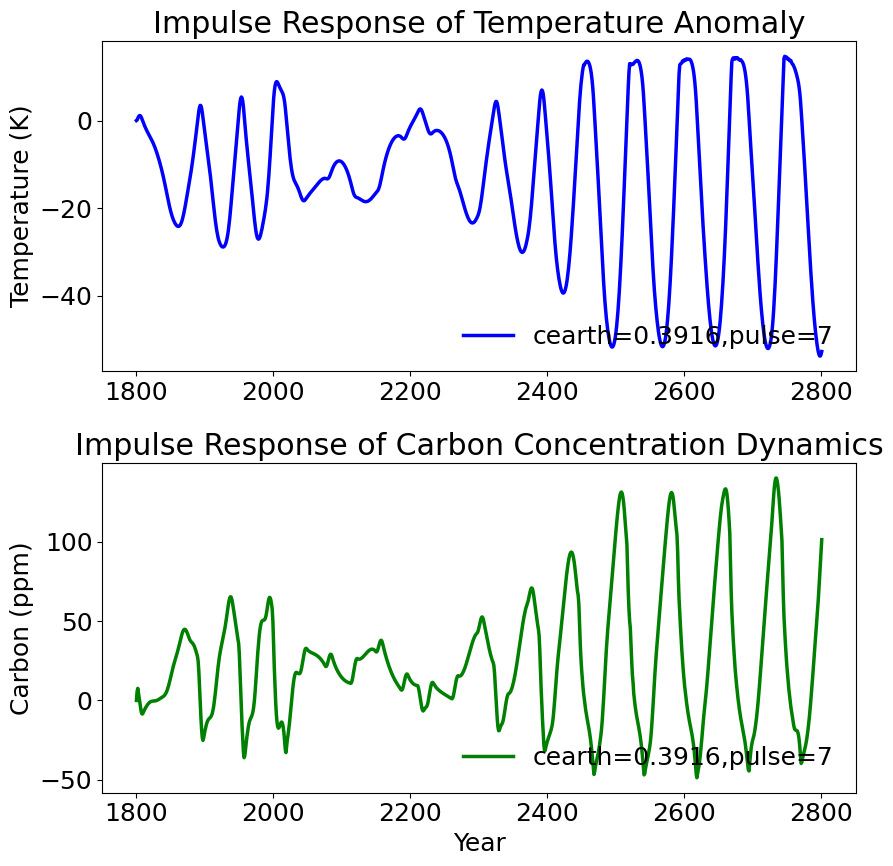 Impulse Response of Temperature Anomaly
Temperature (K)
0
−20
−40
cearth=0.3916,pulse=7
1800 2000 2200 2400 2600 2800
Impulse Response of Carbon Concentration Dynamics
Carbon (ppm)
100
50
0
−50
cearth=0.3916,pulse=7
1800 2000 2200 2400 2600 2800
Year